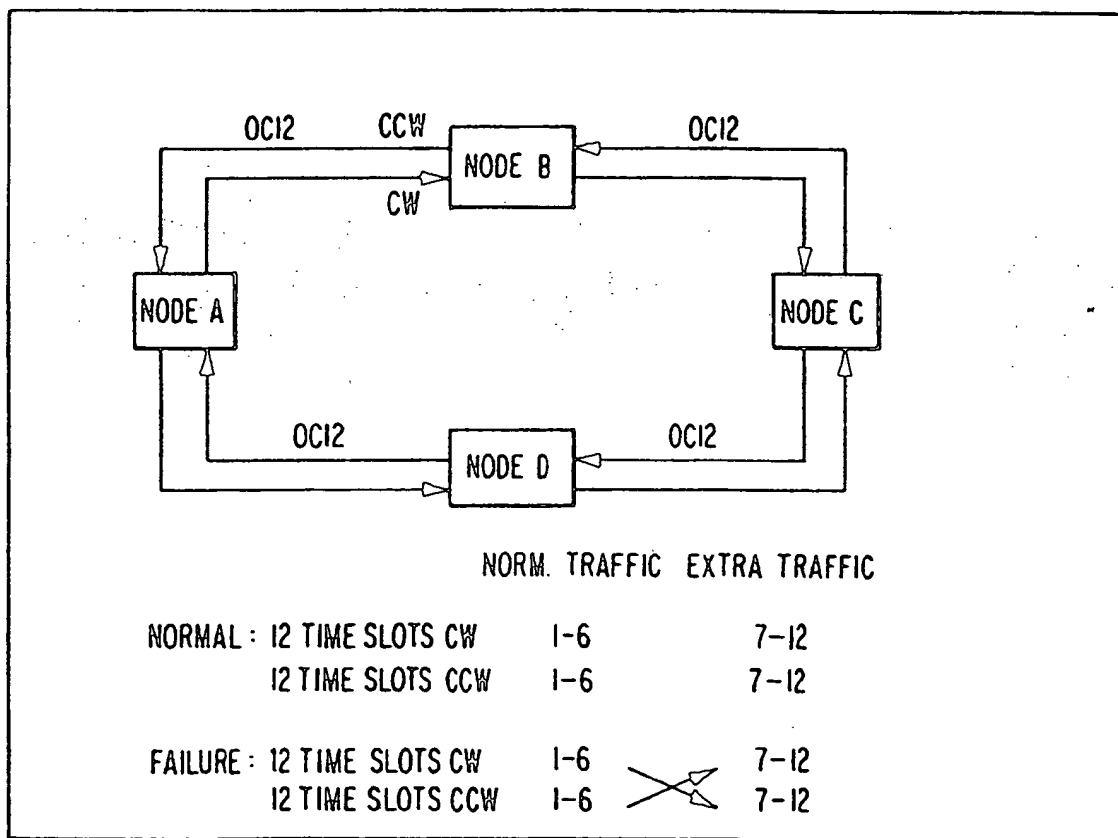 OC12 CCW OC12
NODE B
CW
NODE A NODE C
OC12 OC12
NODE D
NORM. TRAFFIC EXTRA TRAFFIC
NORMAL: 12 TIME SLOTS CW 1-6 7-12
12 TIME SLOTS CCW 1-6 7-12
FAILURE: 12 TIME SLOTS CW 1-6 7-12
12 TIME SLOTS CCW 1-6 7-12